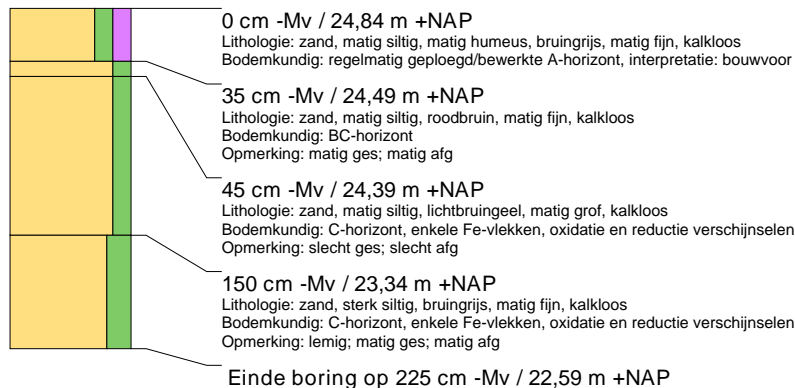 0 cm -Mv / 24,84 m +NAP
Lithologie: zand, matig siltig, matig humeus, bruingrijs, matig fijn, kalkloos
Bodemkundig: regelmatig geploegd/bewerkte A-horizont, interpretatie: bouwvoor
35 cm -Mv / 24,49 m +NAP
Lithologie: zand, matig siltig, roodbruin, matig fijn, kalkloos
Bodemkundig: BC-horizont
Opmerking: matig ges; matig afg
45 cm -Mv / 24,39 m +NAP
Lithologie: zand, matig siltig, lichtbruingeel, matig grof, kalkloos
Bodemkundig: C-horizont, enkele Fe-vlekken, oxidatie en reductie verschijnselen
Opmerking: slecht ges; slecht afg
150 cm -Mv / 23,34 m +NAP
Lithologie: zand, sterk siltig, bruingrijs, matig fijn, kalkloos
Bodemkundig: C-horizont, enkele Fe-vlekken, oxidatie en reductie verschijnselen
Opmerking: lemig; matig ges; matig afg
Einde boring op 225 cm -Mv / 22,59 m +NAP